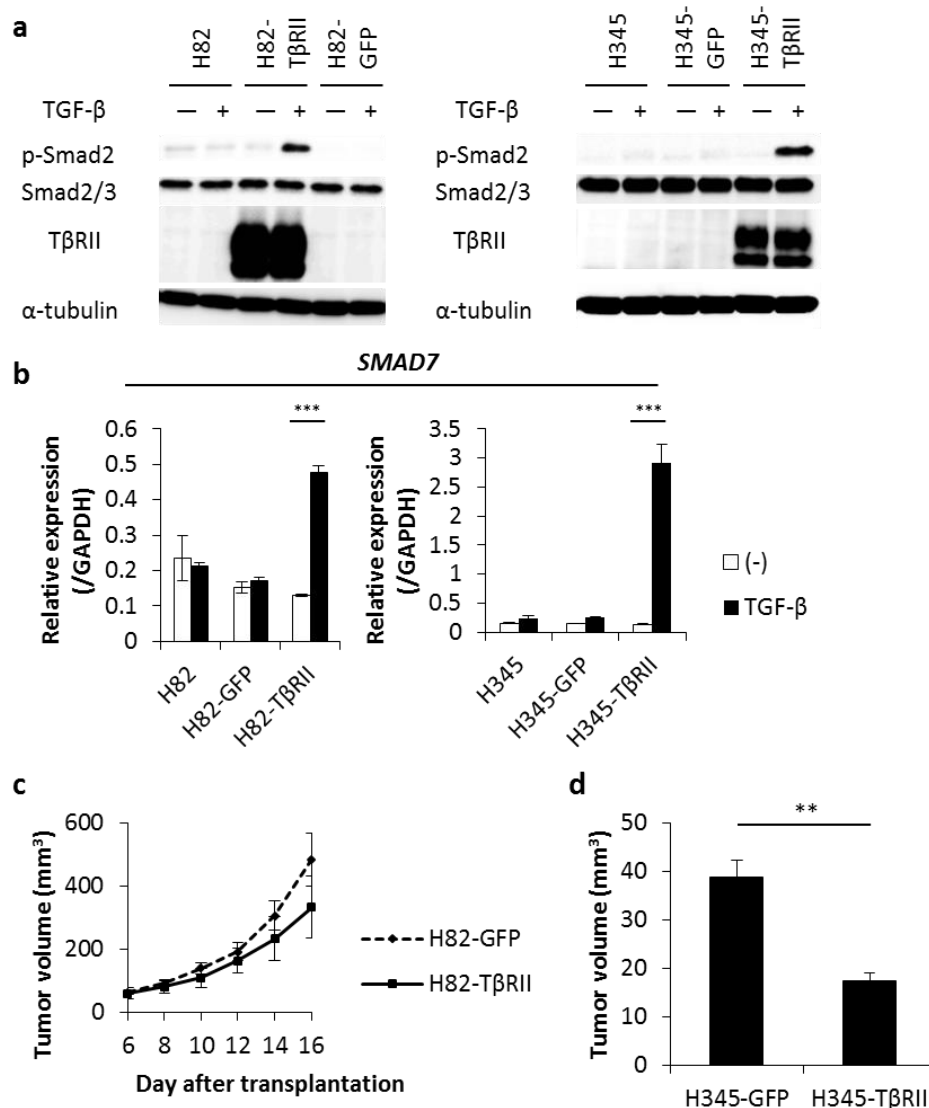 a
H82
H82-
TβRII
H82-
GFP
TGF-β
— + — + — +
p-Smad2
Smad2/3
TβRII
α-tubulin
H345
H345-
GFP
H345-
TβRII
TGF-β
— + — + — +
p-Smad2
Smad2/3
TβRII
α-tubulin
b
SMAD7
Relative expression
(/GAPDH)
0.6
0.5
0.4
0.3
0.2
0.1
0
***
H82
H82-GFP
H82-TβRII
Relative expression
(/GAPDH)
3.5
3
2.5
2
1.5
1
0.5
0
***
H345
H345-GFP
H345-TβRII
(-)
TGF-β
c
Tumor volume (mm³)
600
400
200
0
6 8 10 12 14 16
Day after transplantation
H82-GFP
H82-TβRII
d
Tumor volume (mm³)
50
40
30
20
10
0
**
H345-GFP H345-TβRII